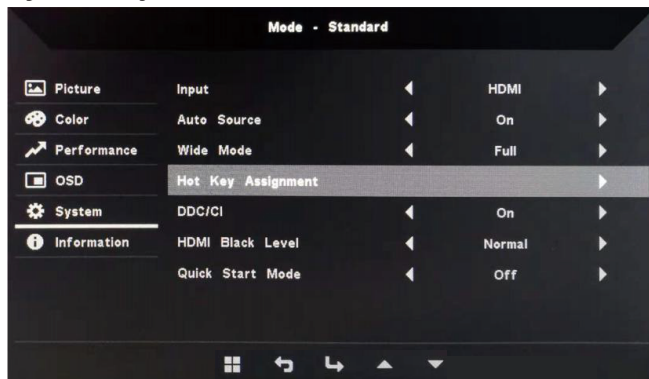 Mode - Standard
Picture
Input HDMI
Color
Auto Source On
Performance
Wide Mode Full
OSD
Hot Key Assignment
System
DDC/CI On
Information
HDMI Black Level Normal
Quick Start Mode Off